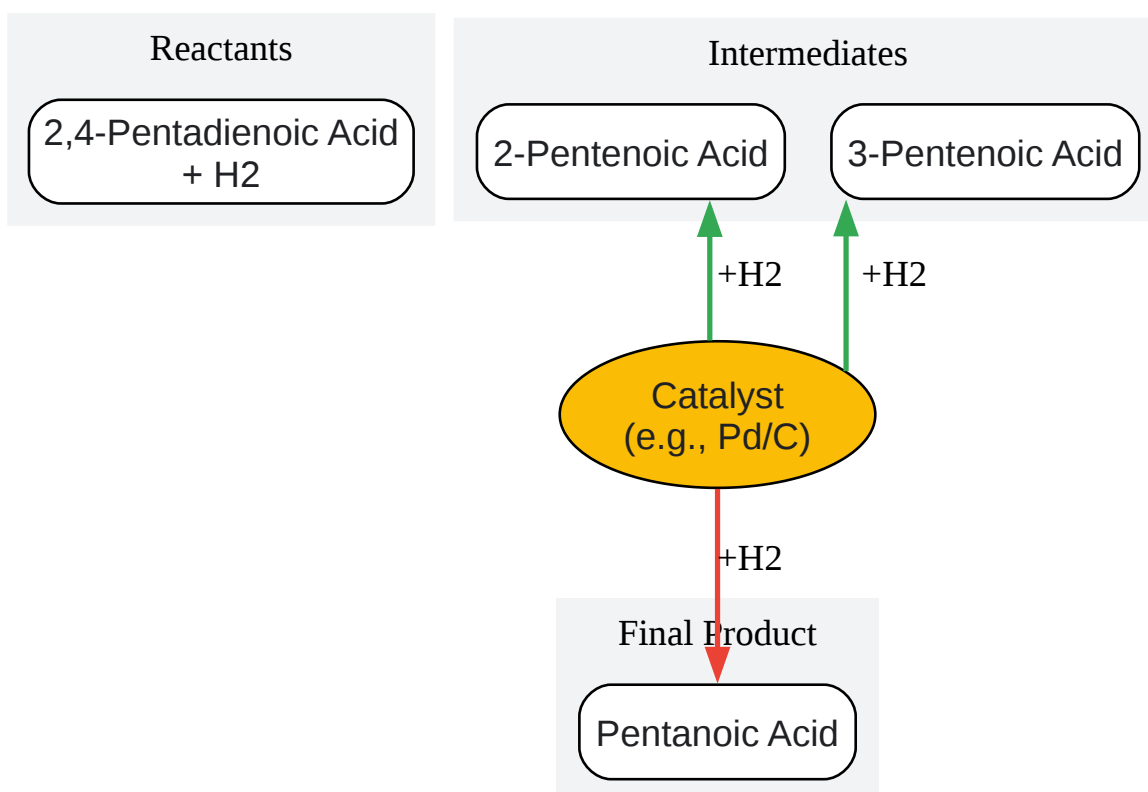 Reactants
2,4-Pentadienoic Acid
+ H2
Intermediates
2-Pentenoic Acid
3-Pentenoic Acid
+H2
+H2
Catalyst
(e.g., Pd/C)
+H2
Final Product
Pentanoic Acid